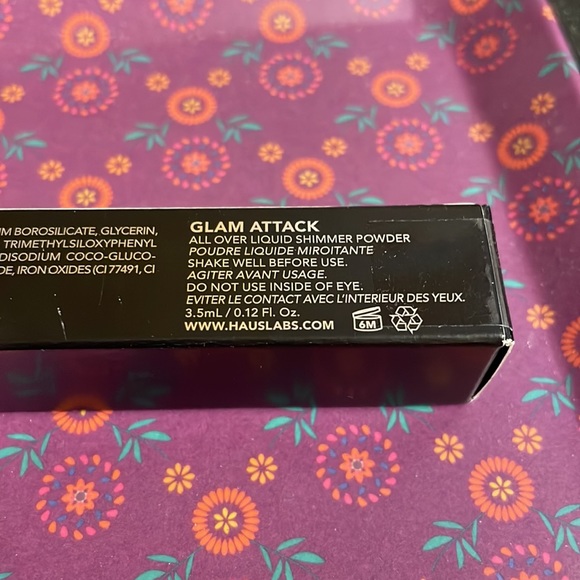 M BOROSILICATE, GLYCERIN,
TRIMETHYLSILOXYPHENYL
DISODIUM COCO-GLUCO-
DE, IRON OXIDES (CI 77491, CI
GLAM ATTACK
ALL OVER LIQUID SHIMMER POWDER
POUDRE LIQUIDE MIROITANTE
SHAKE WELL BEFORE USE.
AGITER AVANT USAGE.
DO NOT USE INSIDE OF EYE.
EVITER LE CONTACT AVEC L'INTERIEUR DES YEUX.
3.5mL / 0.12 Fl. Oz.
WWW.HAUSLABS.COM 6M